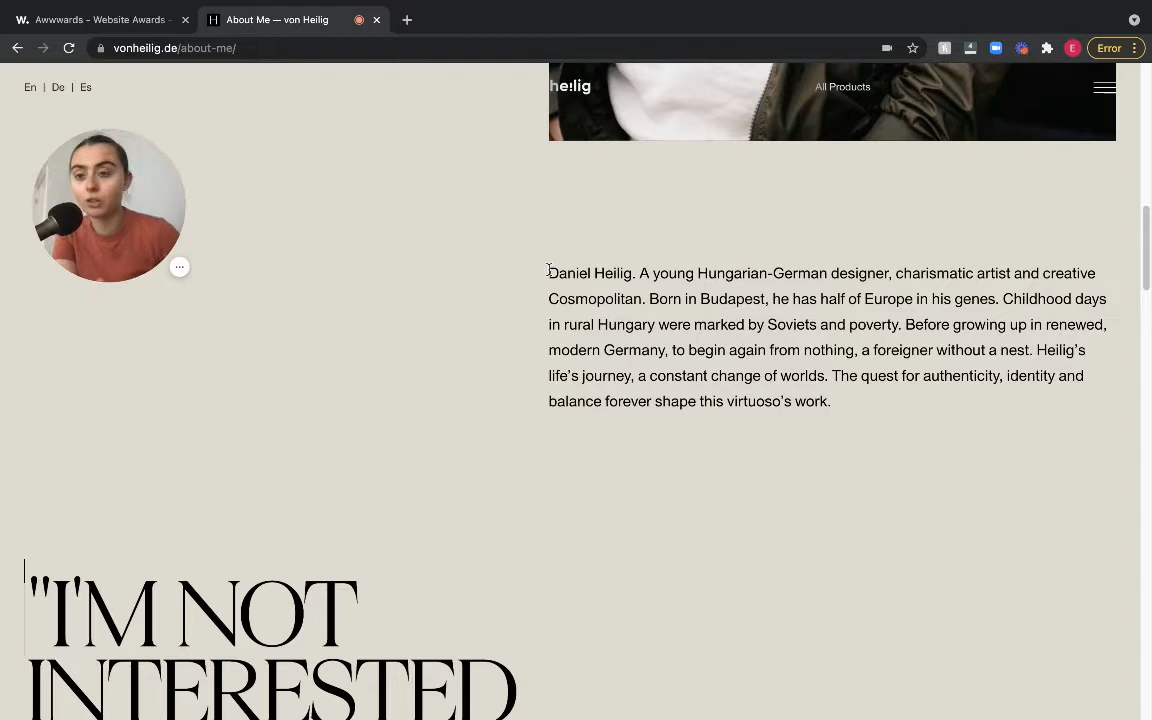 W. Awwwards - Website Awards -
H About Me — von Heilig
vonheilig.de/about-me/
4
E
Error
En | De | Es
he!lig
All Products
Daniel Heilig. A young Hungarian-German designer, charismatic artist and creative
Cosmopolitan. Born in Budapest, he has half of Europe in his genes. Childhood days
in rural Hungary were marked by Soviets and poverty. Before growing up in renewed,
modern Germany, to begin again from nothing, a foreigner without a nest. Heilig's
life's journey, a constant change of worlds. The quest for authenticity, identity and
balance forever shape this virtuoso's work.
"I'M NOT
INTERESTED